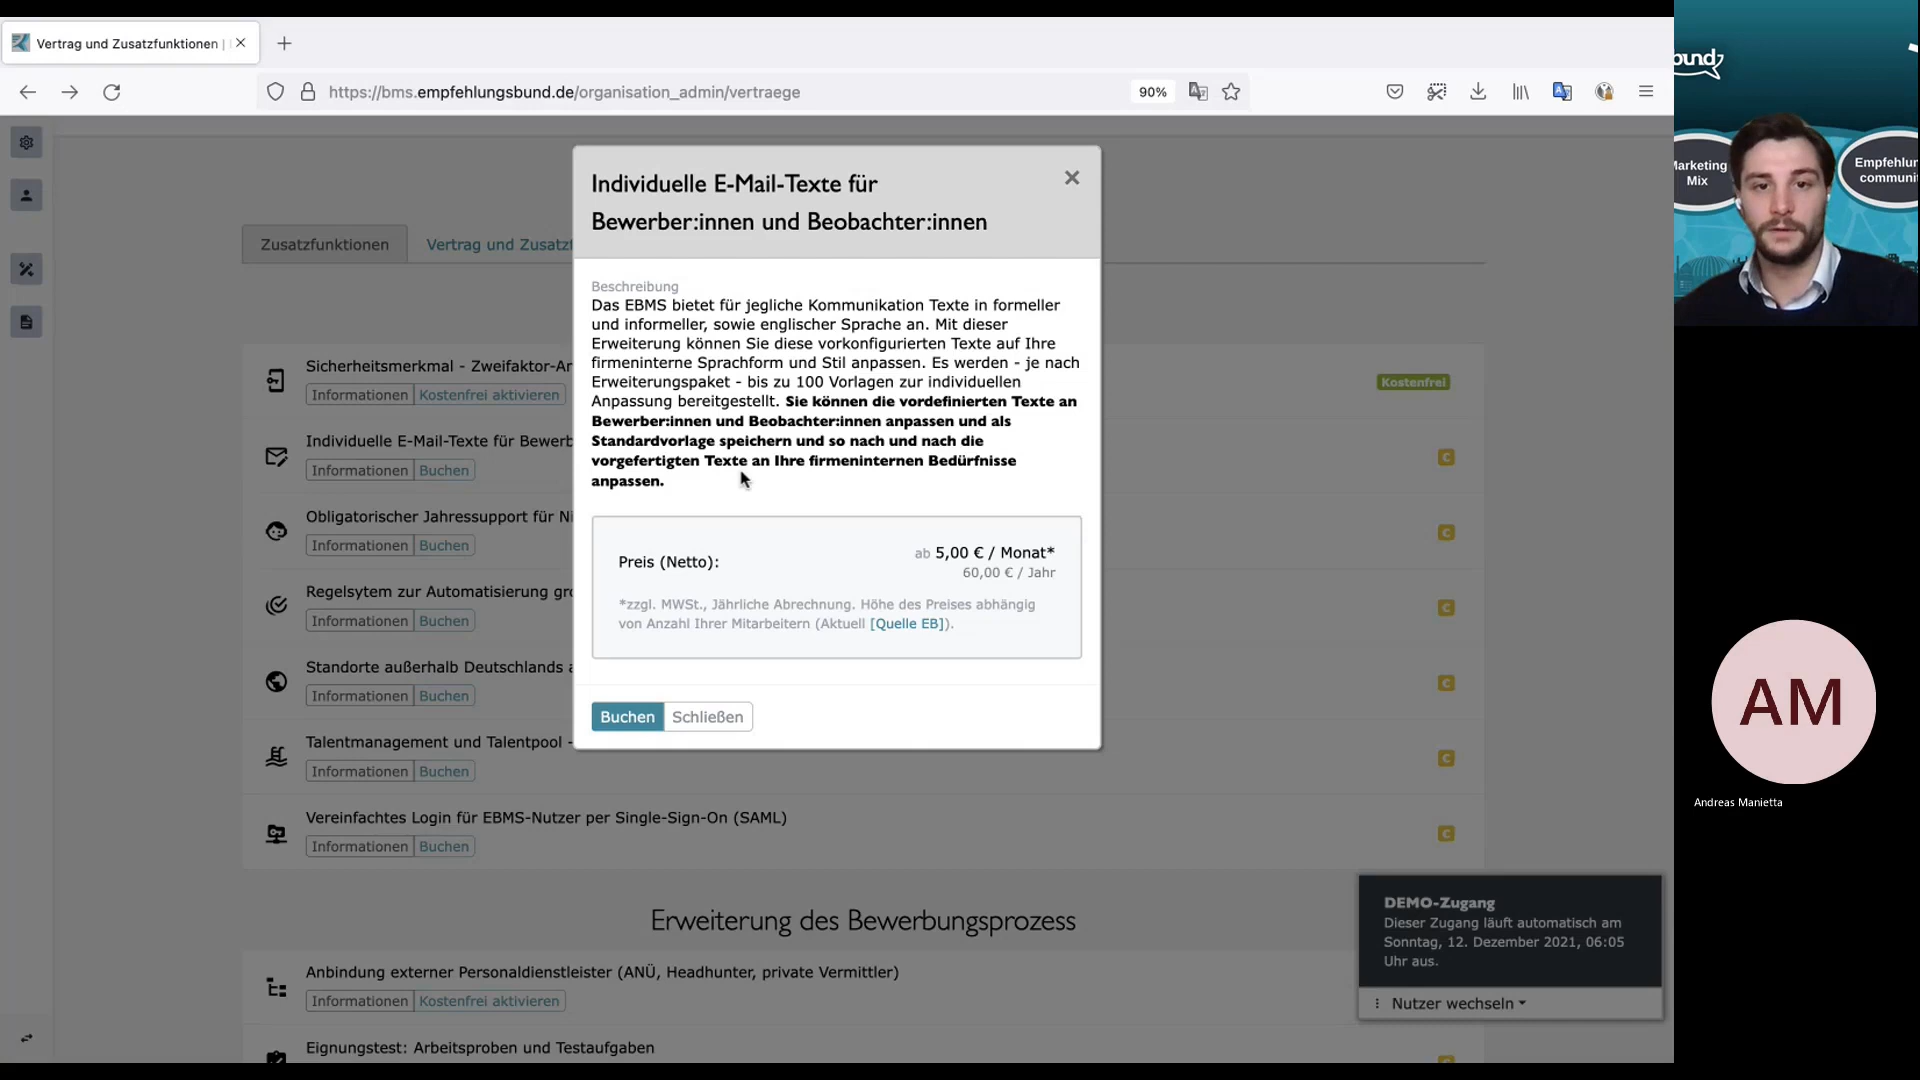 Vertrag und Zusatzfunktionen |
https://bms.empfehlungsbund.de/organisation_admin/vertraege
90%
Zusatzfunktionen
Vertrag und Zusatzf
Sicherheitsmerkmal - Zweifaktor-Ar
Informationen
Kostenfrei aktivieren
Kostenfrei
Individuelle E-Mail-Texte für Bewerb
Informationen
Buchen
€
Obligatorischer Jahressupport für Ni
Informationen
Buchen
€
Regelsytem zur Automatisierung gro
Informationen
Buchen
€
Standorte außerhalb Deutschlands a
Informationen
Buchen
€
Talentmanagement und Talentpool -
Informationen
Buchen
€
Vereinfachtes Login für EBMS-Nutzer per Single-Sign-On (SAML)
Informationen
Buchen
€
Erweiterung des Bewerbungsprozess
Anbindung externer Personaldienstleister (ANÜ, Headhunter, private Vermittler)
Informationen
Kostenfrei aktivieren
Eignungstest: Arbeitsproben und Testaufgaben
Individuelle E-Mail-Texte für
Bewerber:innen und Beobachter:innen
×
Beschreibung
Das EBMS bietet für jegliche Kommunikation Texte in formeller
und informeller, sowie englischer Sprache an. Mit dieser
Erweiterung können Sie diese vorkonfigurierten Texte auf Ihre
firmeninterne Sprachform und Stil anpassen. Es werden - je nach
Erweiterungspaket - bis zu 100 Vorlagen zur individuellen
Anpassung bereitgestellt. Sie können die vordefinierten Texte an
Bewerber:innen und Beobachter:innen anpassen und als
Standardvorlage speichern und so nach und nach die
vorgefertigten Texte an Ihre firmeninternen Bedürfnisse
anpassen.
Preis (Netto):
ab 5,00 € / Monat*
60,00 € / Jahr
*zzgl. MWSt., Jährliche Abrechnung. Höhe des Preises abhängig
von Anzahl Ihrer Mitarbeitern (Aktuell [Quelle EB]).
Buchen
Schließen
DEMO-Zugang
Dieser Zugang läuft automatisch am
Sonntag, 12. Dezember 2021, 06:05
Uhr aus.
Nutzer wechseln
bund
Marketing
Mix
Empfehlun
communi
AM
Andreas Manietta